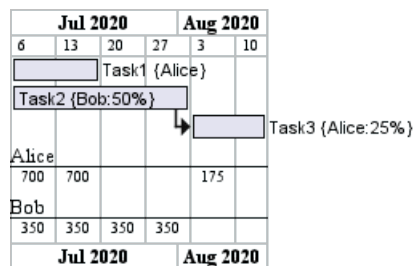 Jul 2020 Aug 2020
6 13 20 27 3 10
Task1 {Alice}
Task2 {Bob:50%}
Task3 {Alice:25%}
Alice
700 700 175
Bob
350 350 350 350
Jul 2020 Aug 2020